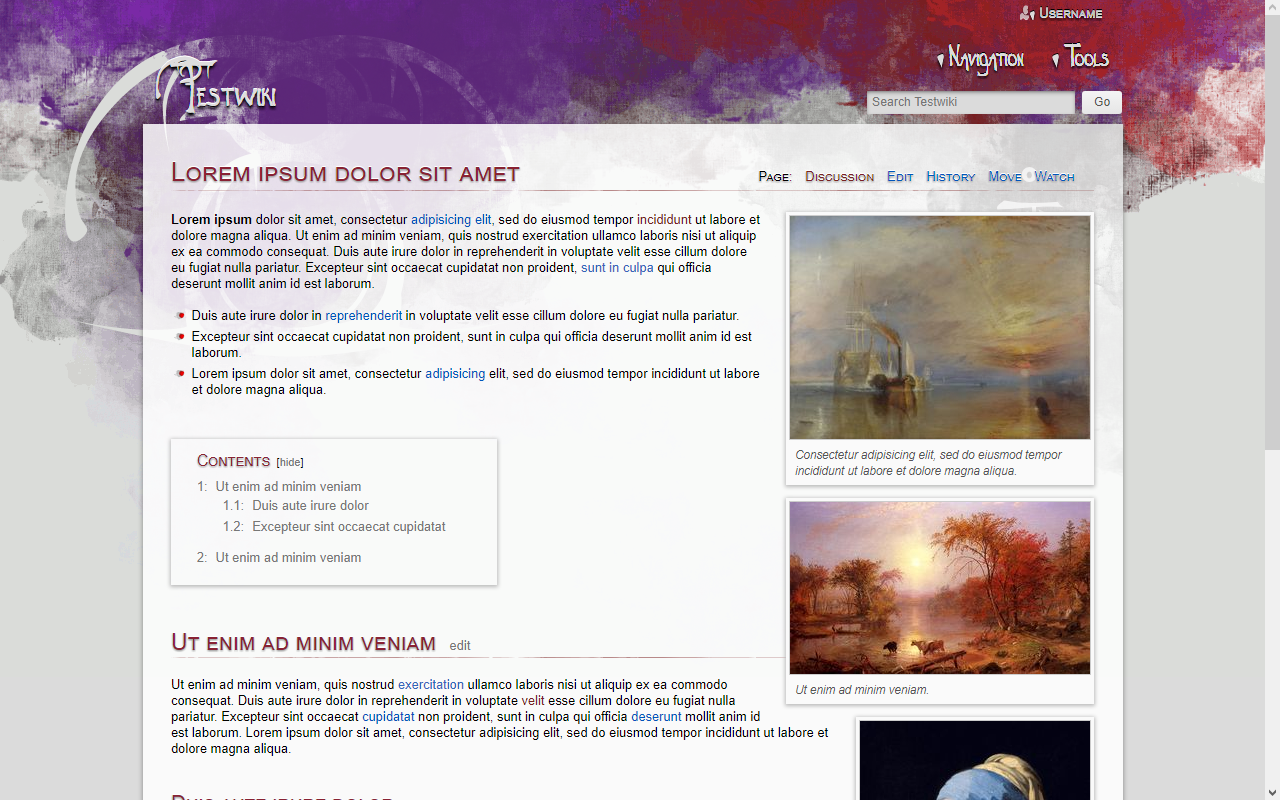 Username
Navigation Tools
Testwiki
Search Testwiki Go
Lorem ipsum dolor sit amet
Page: Discussion Edit History Move Watch
Lorem ipsum dolor sit amet, consectetur adipisicing elit, sed do eiusmod tempor incididunt ut labore et
dolore magna aliqua. Ut enim ad minim veniam, quis nostrud exercitation ullamco laboris nisi ut aliquip
ex ea commodo consequat. Duis aute irure dolor in reprehenderit in voluptate velit esse cillum dolore
eu fugiat nulla pariatur. Excepteur sint occaecat cupidatat non proident, sunt in culpa qui officia
deserunt mollit anim id est laborum.
Duis aute irure dolor in reprehenderit in voluptate velit esse cillum dolore eu fugiat nulla pariatur.
Excepteur sint occaecat cupidatat non proident, sunt in culpa qui officia deserunt mollit anim id est
laborum.
Lorem ipsum dolor sit amet, consectetur adipisicing elit, sed do eiusmod tempor incididunt ut labore
et dolore magna aliqua.
Consectetur adipisicing elit, sed do eiusmod tempor
incididunt ut labore et dolore magna aliqua.
Contents [hide]
1: Ut enim ad minim veniam
1.1: Duis aute irure dolor
1.2: Excepteur sint occaecat cupidatat
2: Ut enim ad minim veniam
Ut enim ad minim veniam.
Ut enim ad minim veniam edit
Ut enim ad minim veniam, quis nostrud exercitation ullamco laboris nisi ut aliquip ex ea commodo
consequat. Duis aute irure dolor in reprehenderit in voluptate velit esse cillum dolore eu fugiat nulla
pariatur. Excepteur sint occaecat cupidatat non proident, sunt in culpa qui officia deserunt mollit anim id
est laborum. Lorem ipsum dolor sit amet, consectetur adipisicing elit, sed do eiusmod tempor incididunt ut labore et
dolore magna aliqua.
Duis aute irure dolor